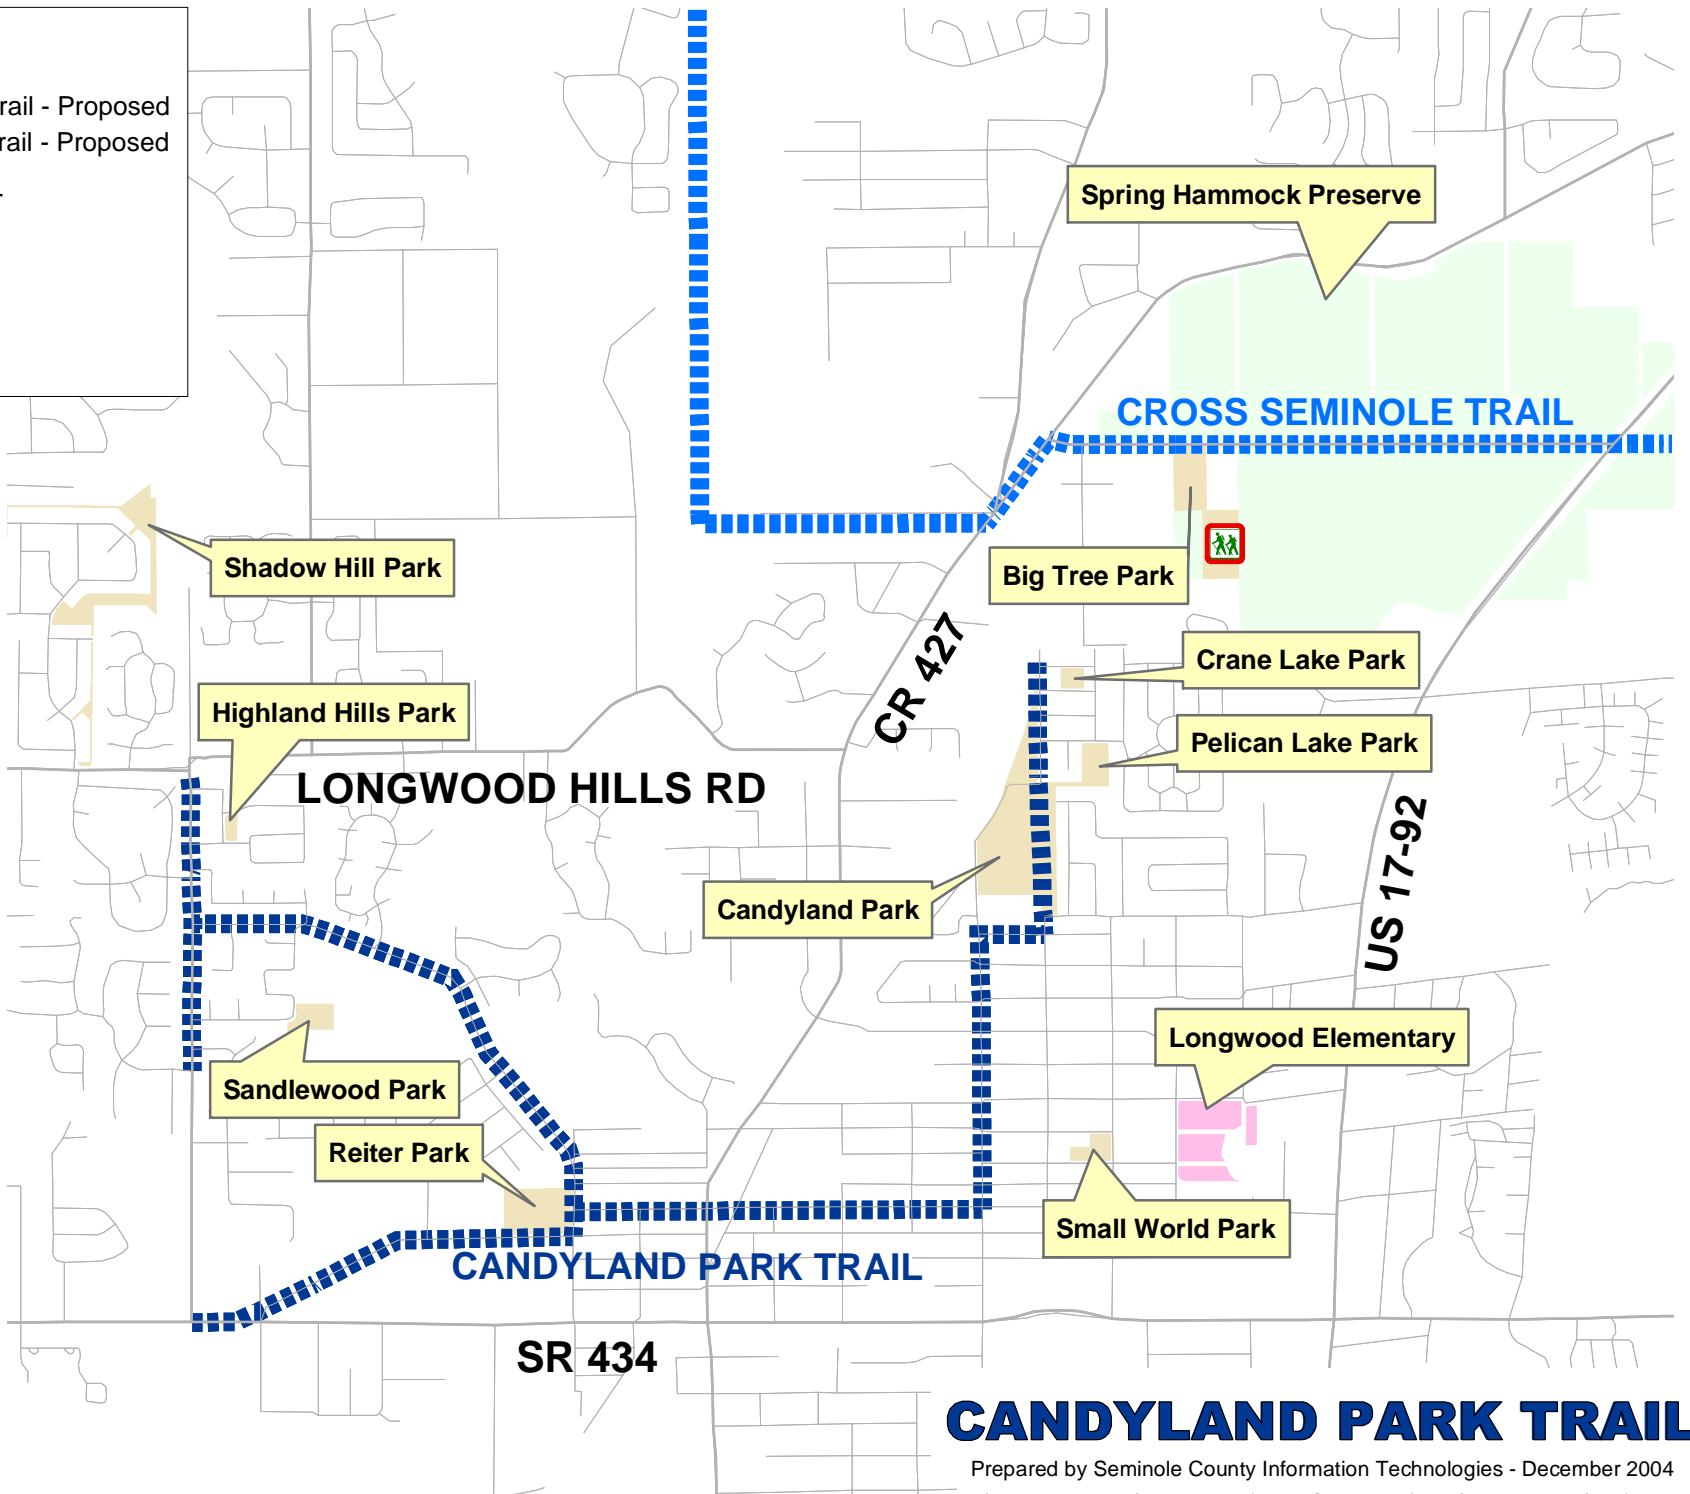 rail - Proposed
rail - Proposed
Spring Hammock Preserve
CROSS SEMINOLE TRAIL
Shadow Hill Park
Big Tree Park
CR 427
Crane Lake Park
Highland Hills Park
Pelican Lake Park
LONGWOOD HILLS RD
US 17-92
Candyland Park
Longwood Elementary
Sandlewood Park
Reiter Park
Small World Park
CANDYLAND PARK TRAIL
SR 434
CANDYLAND PARK TRAIL
Prepared by Seminole County Information Technologies - December 2004